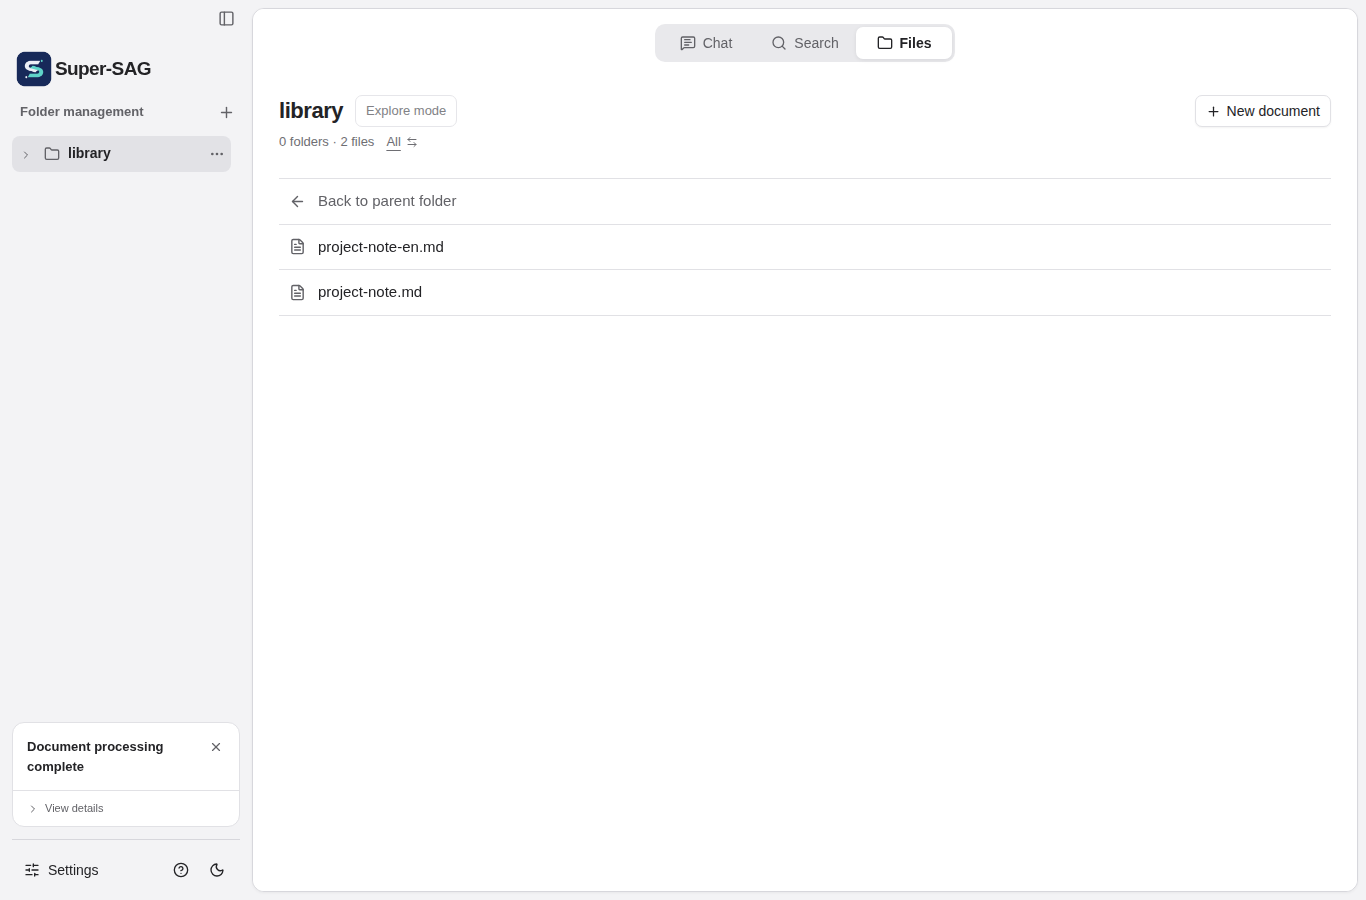 Super-SAG
Folder management
library
Document processing
complete
View details
Settings
Chat
Search
Files
library
Explore mode
New document
0 folders · 2 files
All
Back to parent folder
project-note-en.md
project-note.md